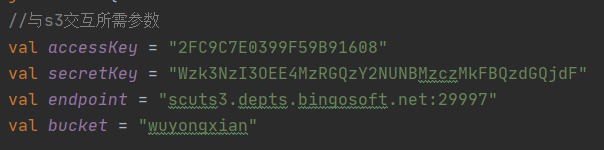 //与s3交互所需参数
val accessKey = "2FC9C7E0399F59B91608"
val secretKey = "Wzk3NzI3OEE4MzRGQzY2NUNBMzczMkFBQzdGQjdF"
val endpoint = "scuts3.depts.bingosoft.net:29997"
val bucket = "wuyongxian"